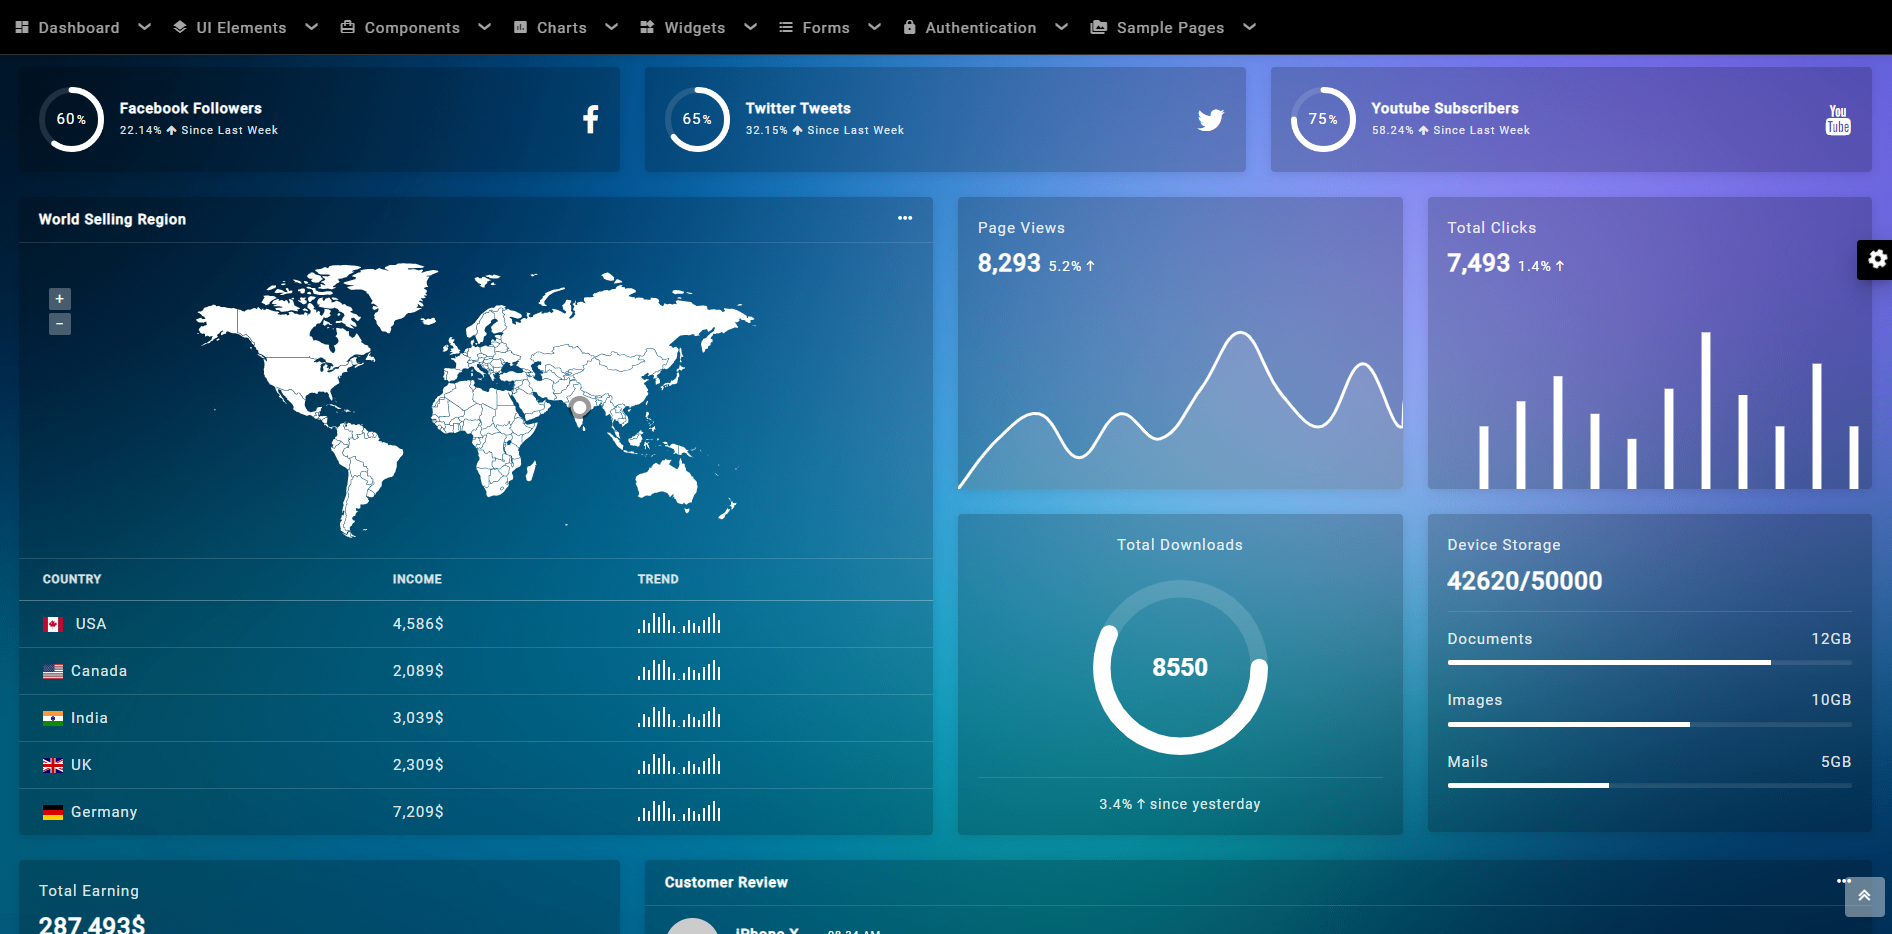 Dashboard UI Elements Components Charts Widgets Forms Authentication Sample Pages
60%
Facebook Followers
22.14% ↑ Since Last Week
65%
Twitter Tweets
32.15% ↑ Since Last Week
75%
Youtube Subscribers
58.24% ↑ Since Last Week
You
Tube
World Selling Region
+
−
COUNTRY INCOME TREND
USA 4,586$
Canada 2,089$
India 3,039$
UK 2,309$
Germany 7,209$
Page Views
8,293 5.2% ↑
Total Clicks
7,493 1.4% ↑
Total Downloads
8550
3.4% ↑ since yesterday
Device Storage
42620/50000
Documents 12GB
Images 10GB
Mails 5GB
Total Earning
287,493$
Customer Review
iPhone X 08:34 AM